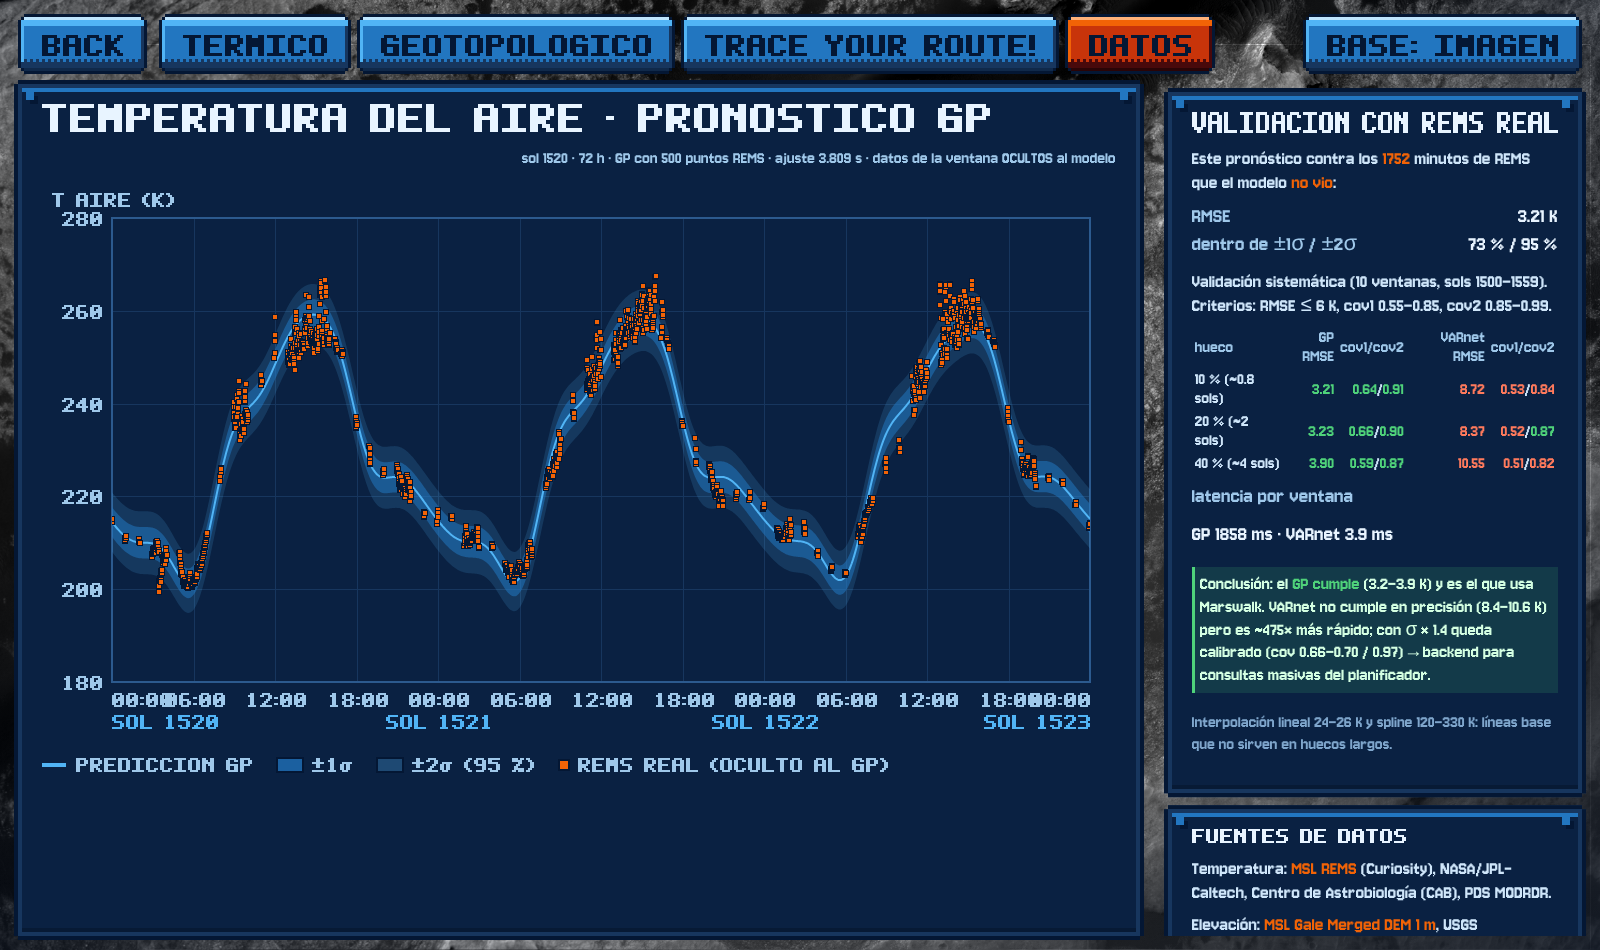 BACK
TERMICO
GEOTOPOLOGICO
TRACE YOUR ROUTE!
DATOS
BASE: IMAGEN
TEMPERATURA DEL AIRE · PRONOSTICO GP
sol 1520 · 72 h · GP con 500 puntos REMS · ajuste 3.809 s · datos de la ventana OCULTOS al modelo
T AIRE (K)
280
260
240
220
200
180
00:00 06:00 12:00 18:00 00:00 06:00 12:00 18:00 00:00 06:00 12:00 18:00 00:00
SOL 1520 SOL 1521 SOL 1522 SOL 1523
PREDICCION GP ±1σ ±2σ (95 %) REMS REAL (OCULTO AL GP)
VALIDACION CON REMS REAL
Este pronóstico contra los 1752 minutos de REMS
que el modelo no vio:
RMSE 3.21 K
dentro de ±1σ / ±2σ 73 % / 95 %
Validación sistemática (10 ventanas, sols 1500–1559).
Criterios: RMSE ≤ 6 K, cov1 0.55–0.85, cov2 0.85–0.99.
hueco GP RMSE cov1/cov2 VARnet RMSE cov1/cov2
10 % (~0.8 sols) 3.21 0.64/0.91 8.72 0.53/0.84
20 % (~2 sols) 3.23 0.66/0.90 8.37 0.52/0.87
40 % (~4 sols) 3.90 0.59/0.87 10.55 0.51/0.82
latencia por ventana
GP 1858 ms · VARnet 3.9 ms
Conclusión: el GP cumple (3.2–3.9 K) y es el que usa
Marswalk. VARnet no cumple en precisión (8.4–10.6 K)
pero es ~475× más rápido; con σ × 1.4 queda
calibrado (cov 0.66–0.70 / 0.97) → backend para
consultas masivas del planificador.
Interpolación lineal 24–26 K y spline 120–330 K: líneas base
que no sirven en huecos largos.
FUENTES DE DATOS
Temperatura: MSL REMS (Curiosity), NASA/JPL-
Caltech, Centro de Astrobiología (CAB), PDS MODRDR.
Elevación: MSL Gale Merged DEM 1 m, USGS